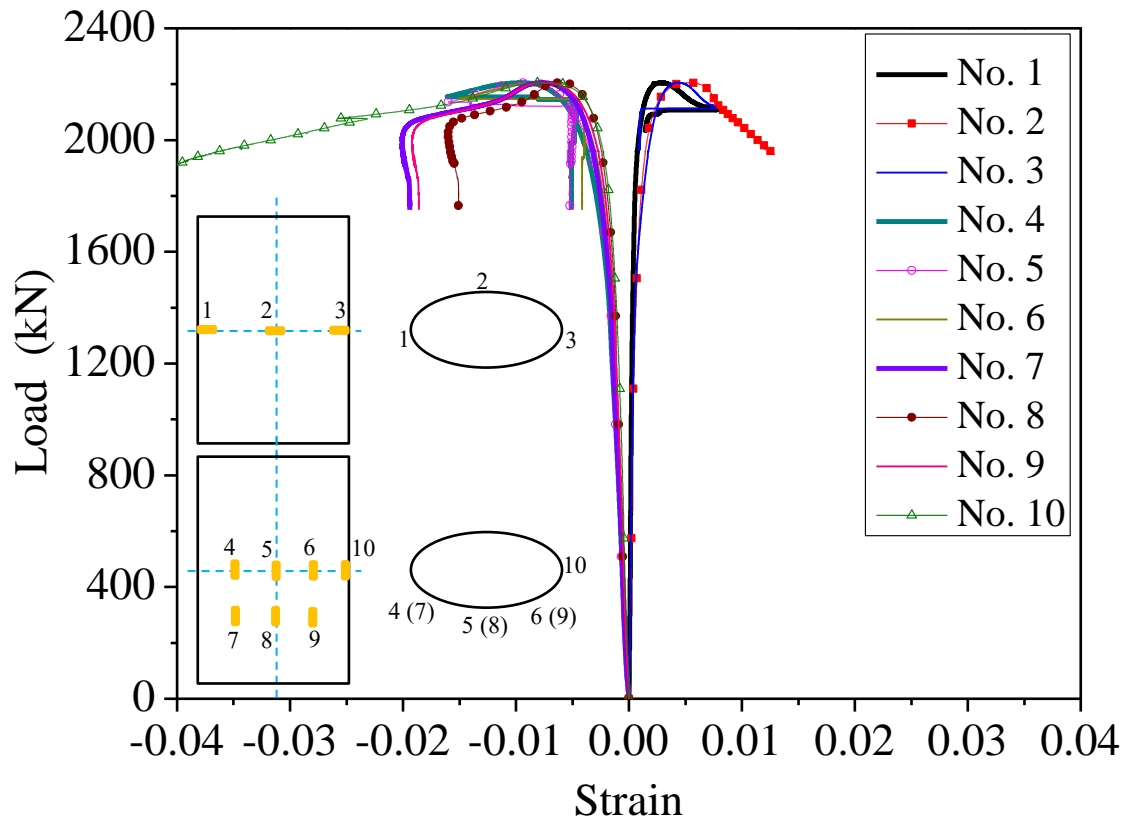 2400
2000
1600
1200
800
400
0
Load (kN)
-0.04 -0.03 -0.02 -0.01 0.00 0.01 0.02 0.03 0.04
Strain
No. 1
No. 2
No. 3
No. 4
No. 5
No. 6
No. 7
No. 8
No. 9
No. 10
1 2 3
2
1 3
4 5 6 10
7 8 9
10
4 (7) 5 (8) 6 (9)